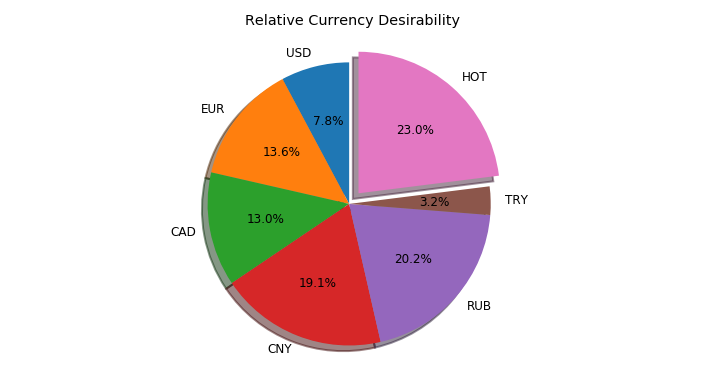 Relative Currency Desirability
USD
7.8%
EUR
13.6%
CAD
13.0%
CNY
19.1%
RUB
20.2%
TRY
3.2%
HOT
23.0%